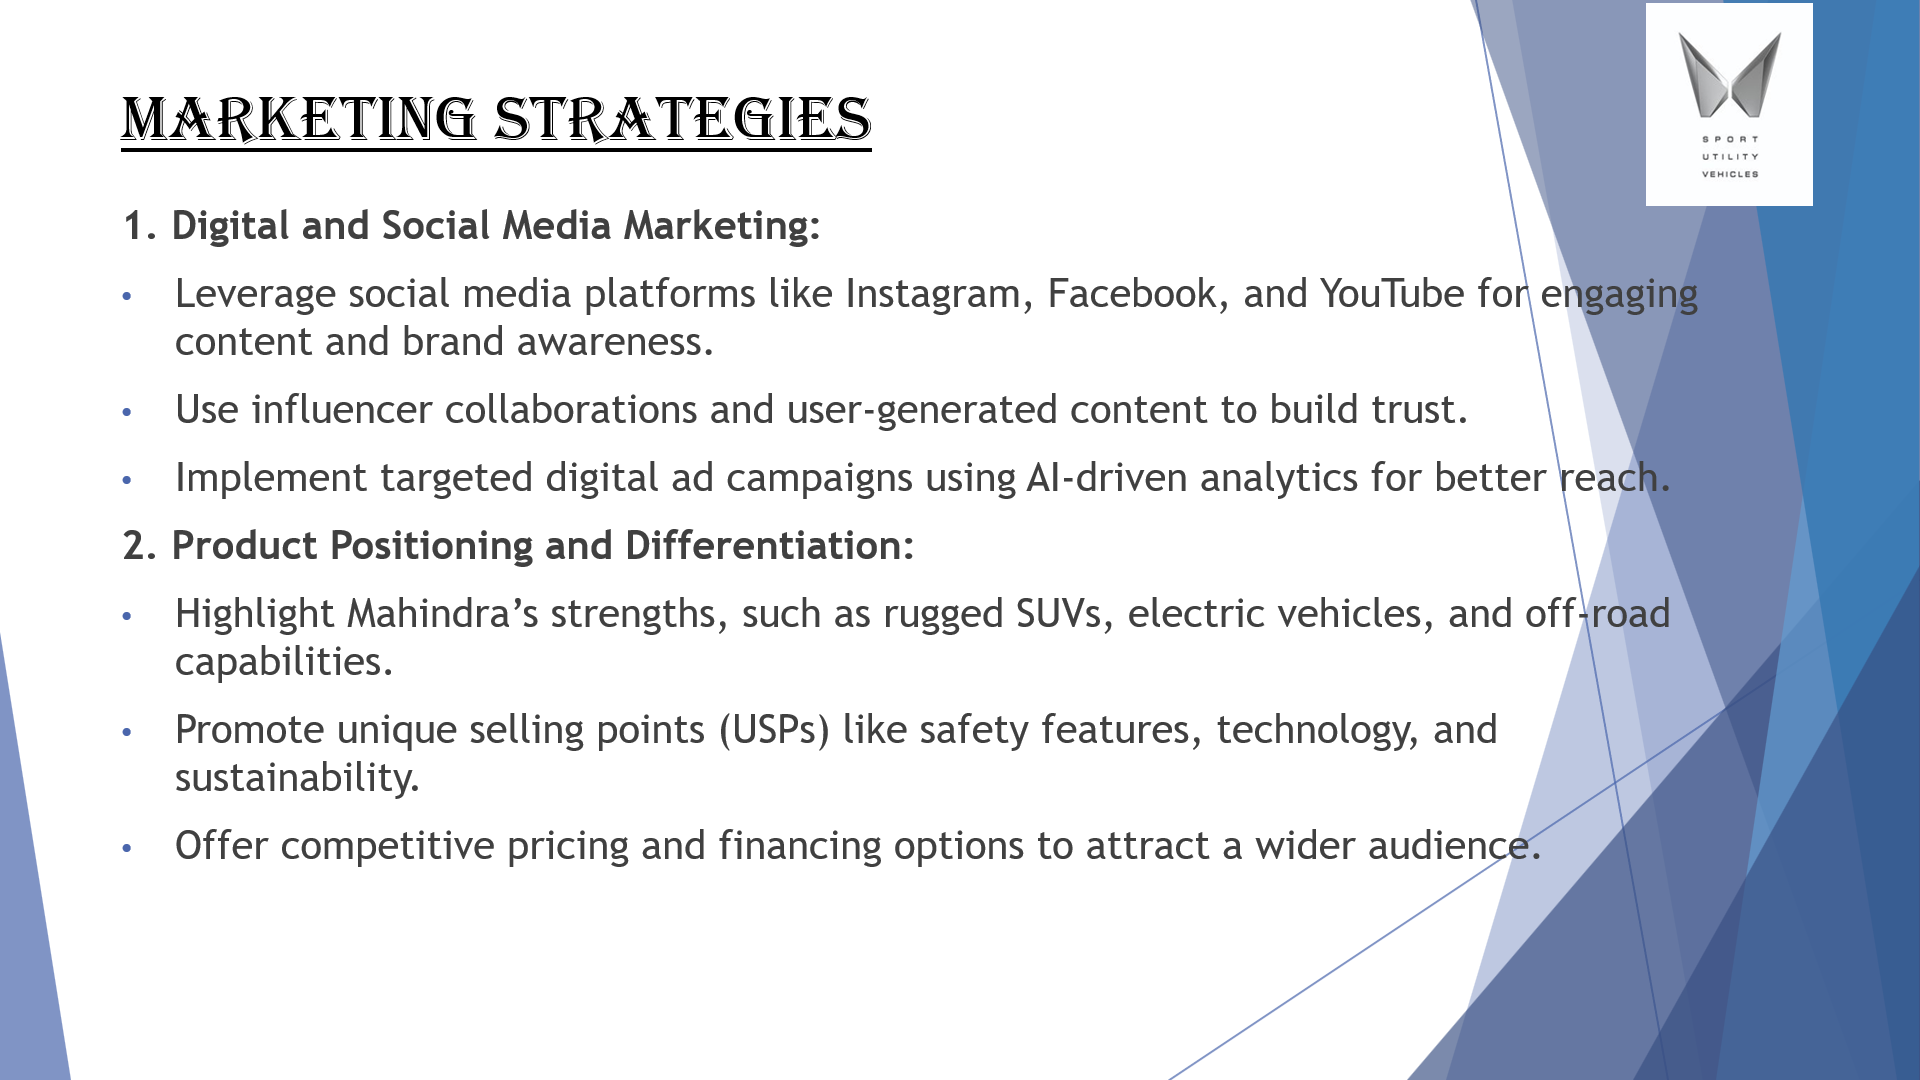 MARKETING STRATEGIES
SPORT
UTILITY
VEHICLES
1. Digital and Social Media Marketing:
• Leverage social media platforms like Instagram, Facebook, and YouTube for engaging
content and brand awareness.
• Use influencer collaborations and user-generated content to build trust.
• Implement targeted digital ad campaigns using AI-driven analytics for better reach.
2. Product Positioning and Differentiation:
• Highlight Mahindra’s strengths, such as rugged SUVs, electric vehicles, and off-road
capabilities.
• Promote unique selling points (USPs) like safety features, technology, and
sustainability.
• Offer competitive pricing and financing options to attract a wider audience.